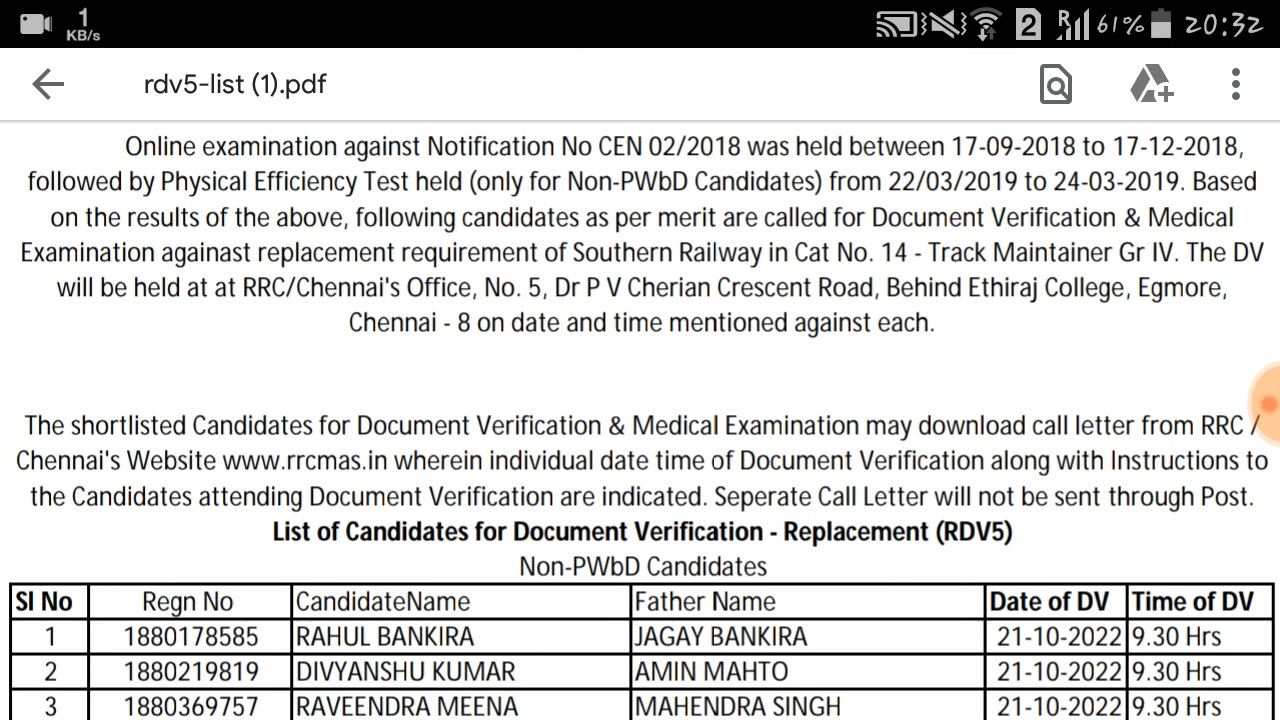 1
KB/s
2 R 61% 20:32
rdv5-list (1).pdf
Online examination against Notification No CEN 02/2018 was held between 17-09-2018 to 17-12-2018,
followed by Physical Efficiency Test held (only for Non-PWbD Candidates) from 22/03/2019 to 24-03-2019. Based
on the results of the above, following candidates as per merit are called for Document Verification & Medical
Examination againast replacement requirement of Southern Railway in Cat No. 14 - Track Maintainer Gr IV. The DV
will be held at at RRC/Chennai's Office, No. 5, Dr P V Cherian Crescent Road, Behind Ethiraj College, Egmore,
Chennai - 8 on date and time mentioned against each.
The shortlisted Candidates for Document Verification & Medical Examination may download call letter from RRC /
Chennai's Website www.rrcmas.in wherein individual date time of Document Verification along with Instructions to
the Candidates attending Document Verification are indicated. Seperate Call Letter will not be sent through Post.
List of Candidates for Document Verification - Replacement (RDV5)
Non-PWbD Candidates
Sl No Regn No CandidateName Father Name Date of DV Time of DV
1 1880178585 RAHUL BANKIRA JAGAY BANKIRA 21-10-2022 9.30 Hrs
2 1880219819 DIVYANSHU KUMAR AMIN MAHTO 21-10-2022 9.30 Hrs
3 1880369757 RAVEENDRA MEENA MAHENDRA SINGH 21-10-2022 9.30 Hrs